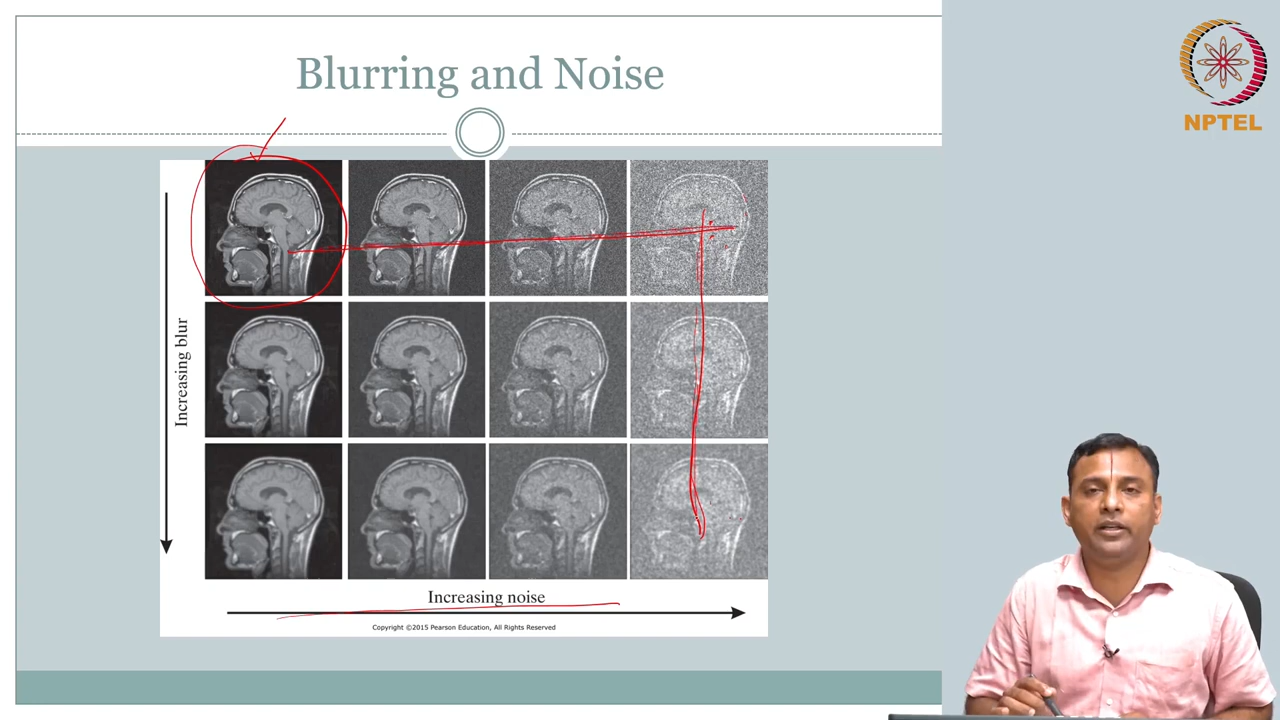 Blurring and Noise
NPTEL
Increasing blur
Increasing noise
Copyright ©2015 Pearson Education, All Rights Reserved